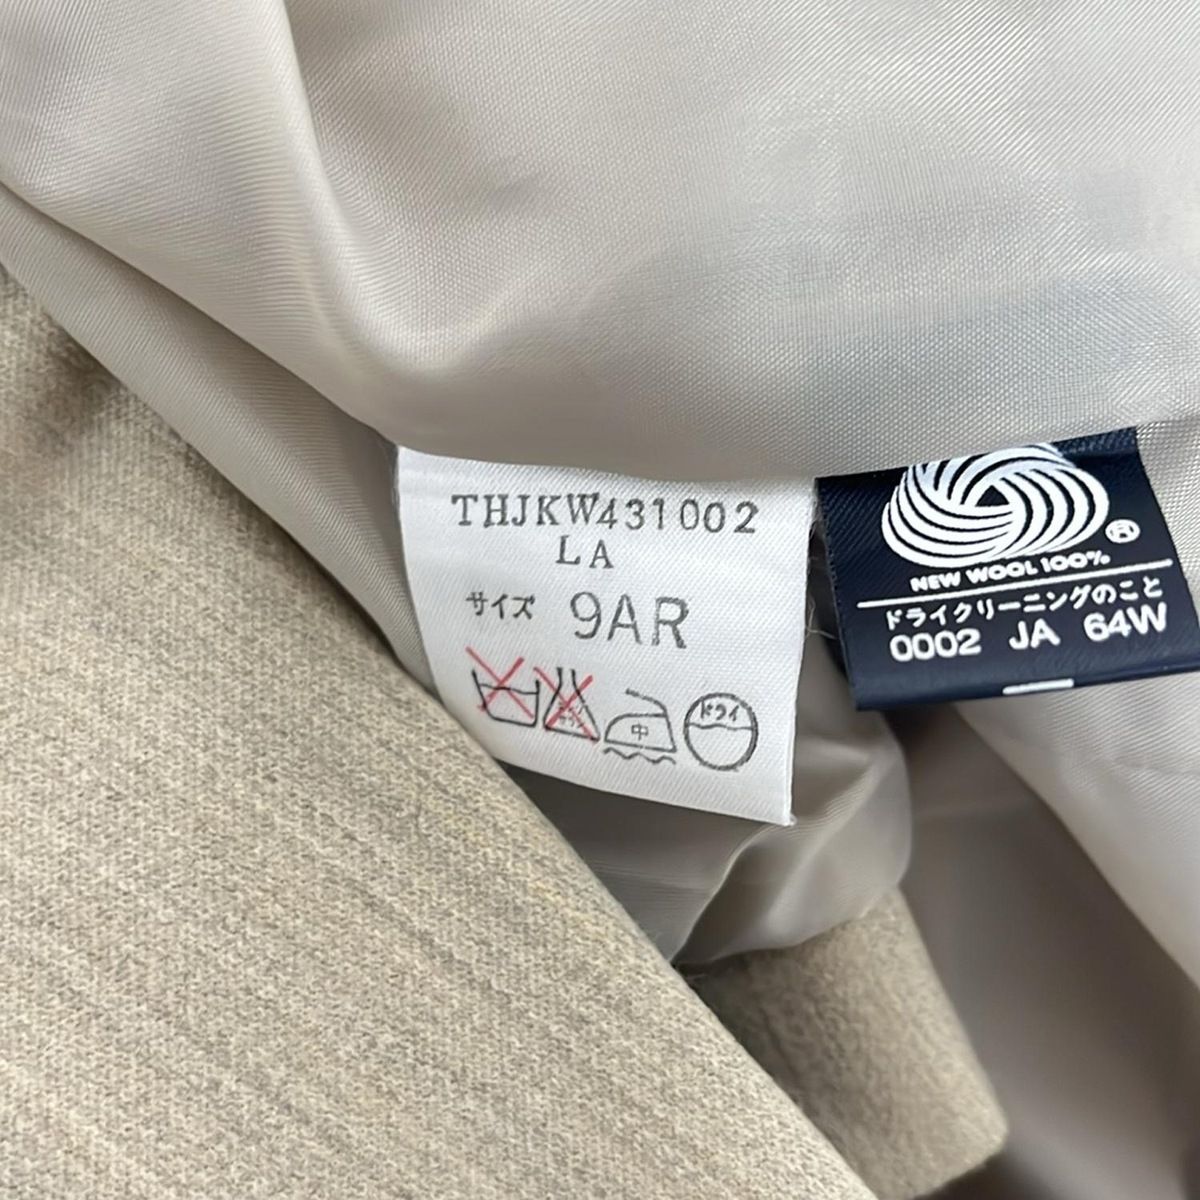 THJKW431002
LA
サイズ 9AR
中
ドライ
®
NEW WOOL 100%
ドライクリーニングのこと
0002 JA 64W